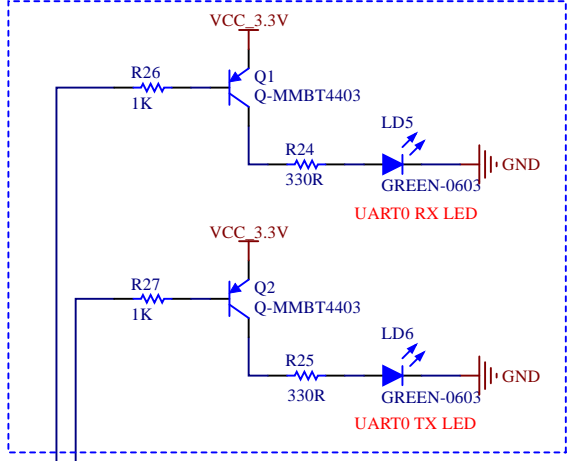 VCC_3.3V
R26
1K
Q1
Q-MMBT4403
R24
330R
LD5
GREEN-0603
GND
UART0 RX LED
VCC_3.3V
R27
1K
Q2
Q-MMBT4403
R25
330R
LD6
GREEN-0603
GND
UART0 TX LED